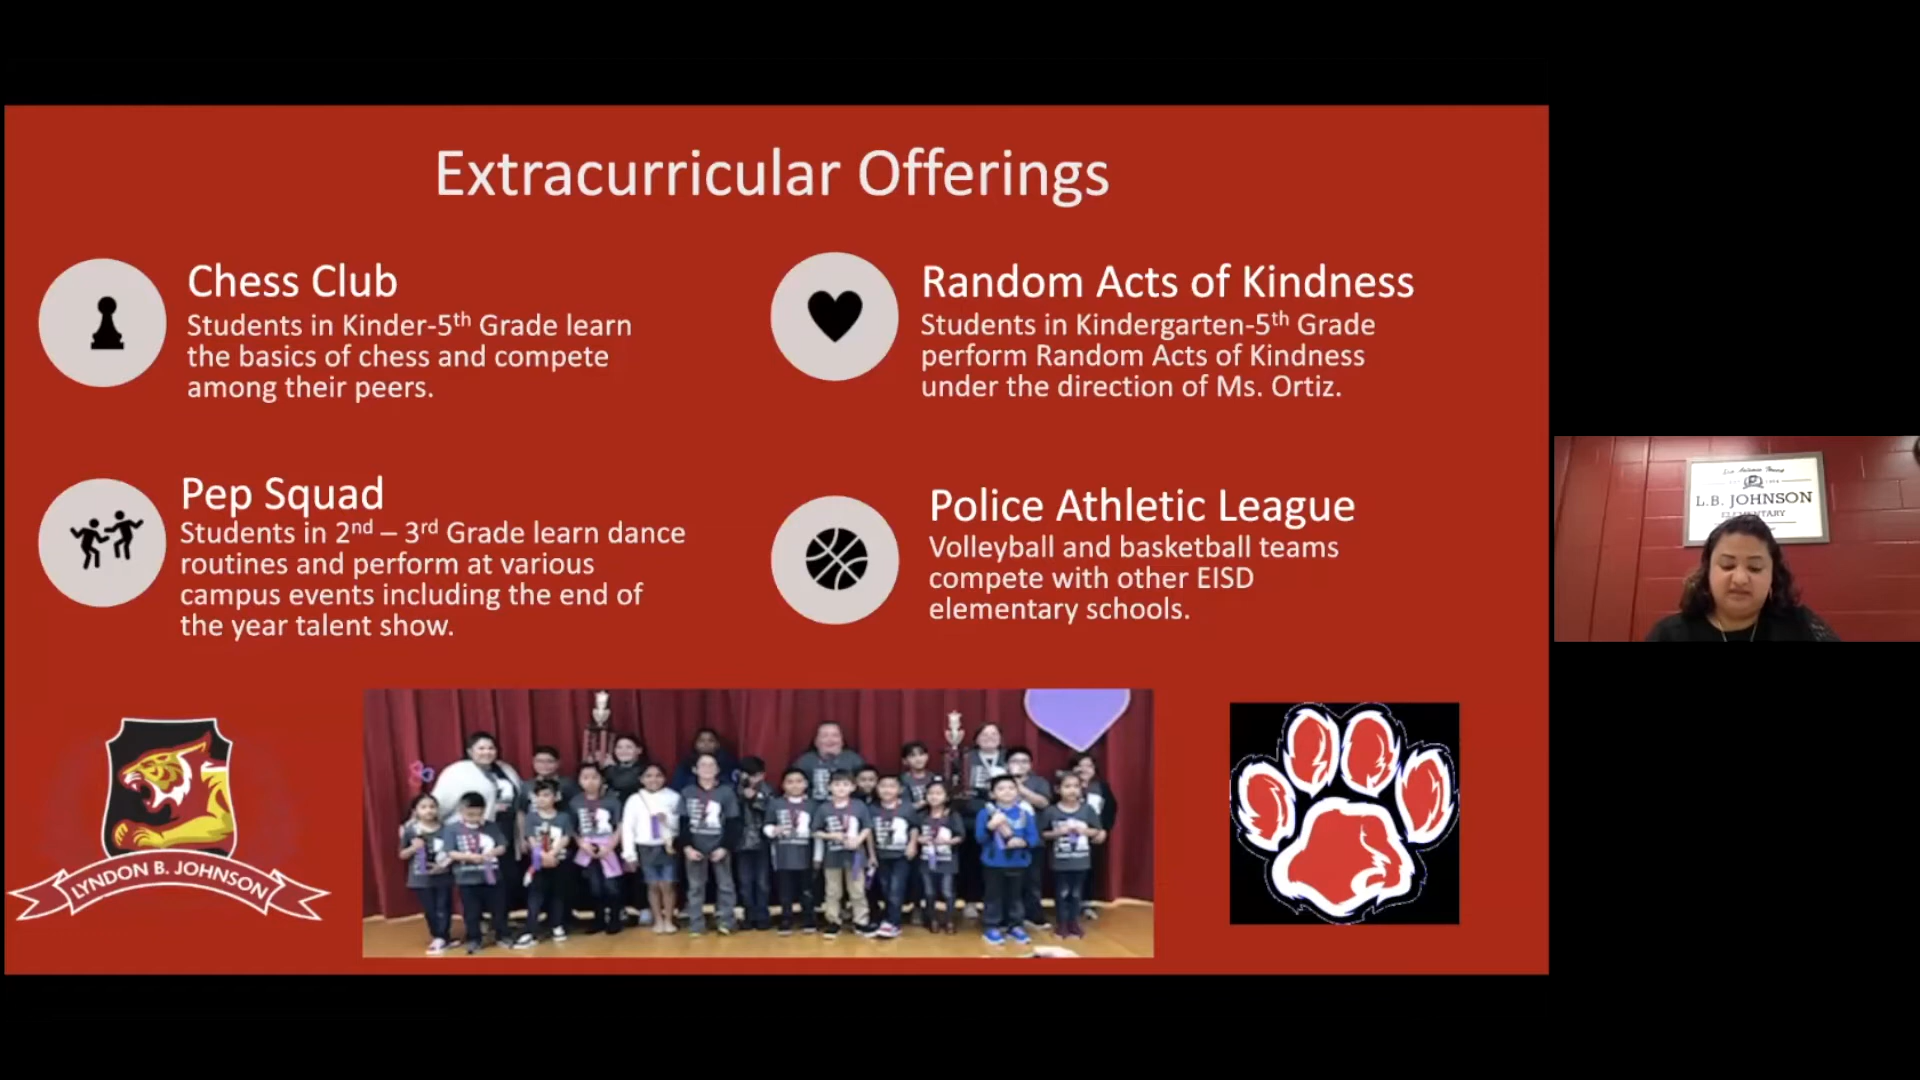 Extracurricular Offerings
Chess Club
Students in Kinder-5th Grade learn
the basics of chess and compete
among their peers.
Random Acts of Kindness
Students in Kindergarten-5th Grade
perform Random Acts of Kindness
under the direction of Ms. Ortiz.
Pep Squad
Students in 2nd – 3rd Grade learn dance
routines and perform at various
campus events including the end of
the year talent show.
Police Athletic League
Volleyball and basketball teams
compete with other EISD
elementary schools.
LYNDON B. JOHNSON
L.B. JOHNSON
ELEMENTARY